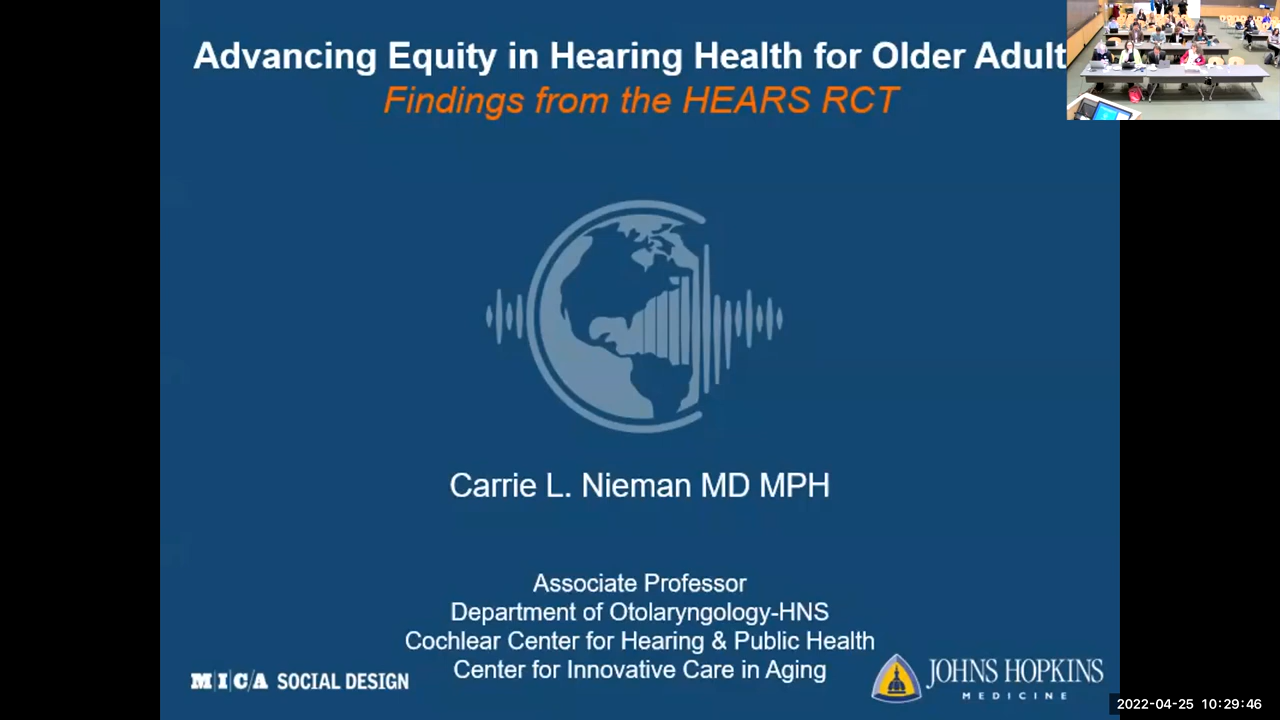 Advancing Equity in Hearing Health for Older Adult
Findings from the HEARS RCT
Carrie L. Nieman MD MPH
Associate Professor
Department of Otolaryngology-HNS
Cochlear Center for Hearing & Public Health
Center for Innovative Care in Aging
M|I|C/A SOCIAL DESIGN
JOHNS HOPKINS
MEDICINE
2022-04-25 10:29:46